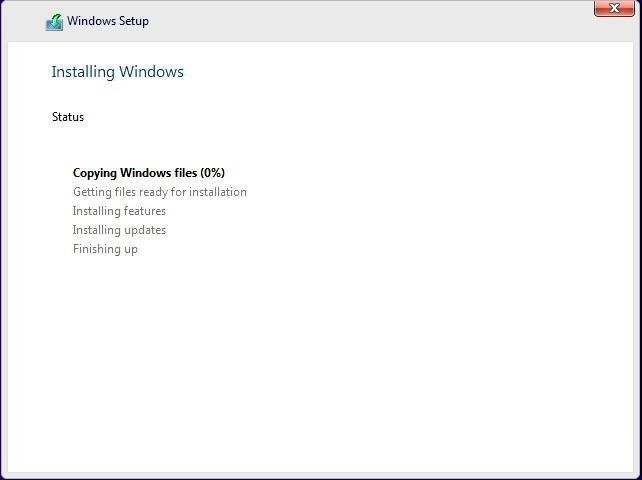 Windows Setup
Installing Windows
Status
Copying Windows files (0%)
Getting files ready for installation
Installing features
Installing updates
Finishing up